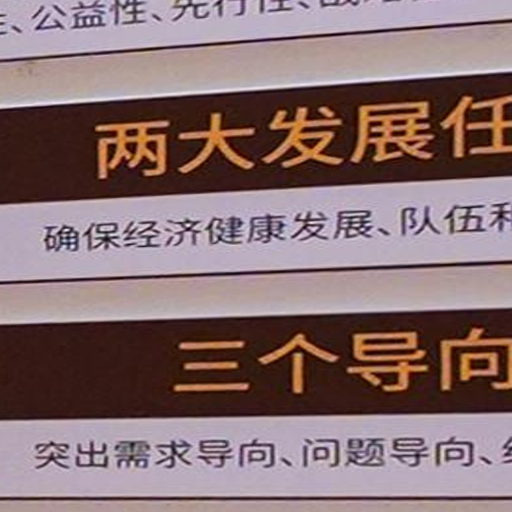 、公益性、先行性、战
两大发展任
确保经济健康发展、队伍和
三个导向
突出需求导向、问题导向、